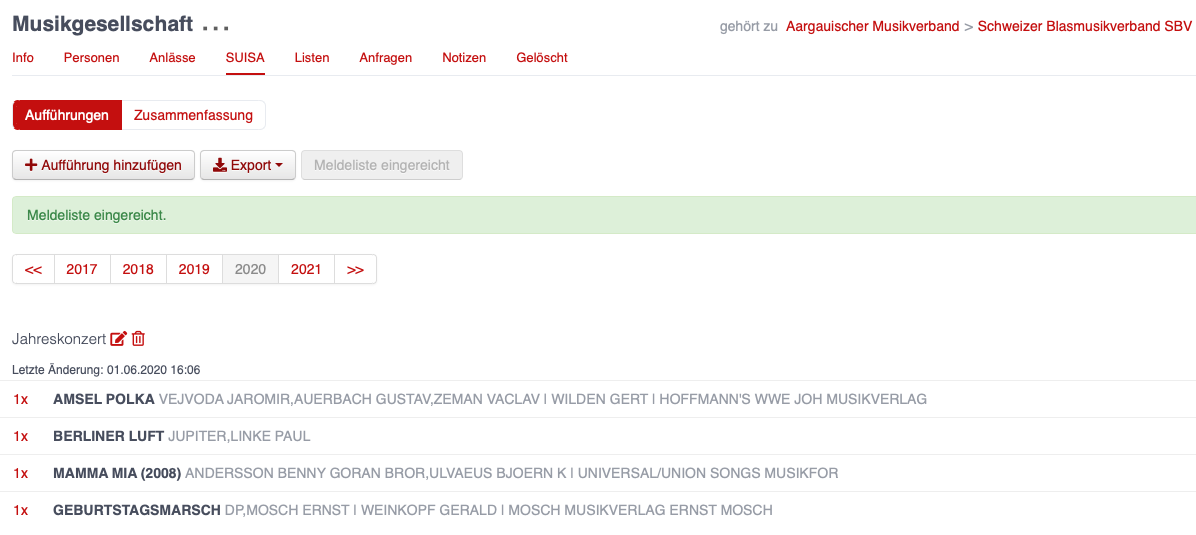 Musikgesellschaft ...
gehört zu Aargauischer Musikverband > Schweizer Blasmusikverband SBV
Info Personen Anlässe SUISA Listen Anfragen Notizen Gelöscht
Aufführungen Zusammenfassung
Aufführung hinzufügen Export Meldeliste eingereicht
Meldeliste eingereicht.
<< 2017 2018 2019 2020 2021 >>
Jahreskonzert
Letzte Änderung: 01.06.2020 16:06
1x AMSEL POLKA VEJVODA JAROMIR,AUERBACH GUSTAV,ZEMAN VACLAV | WILDEN GERT | HOFFMANN'S WWE JOH MUSIKVERLAG
1x BERLINER LUFT JUPITER,LINKE PAUL
1x MAMMA MIA (2008) ANDERSSON BENNY GORAN BROR,ULVAEUS BJOERN K | UNIVERSAL/UNION SONGS MUSIKFOR
1x GEBURTSTAGSMARSCH DP,MOSCH ERNST | WEINKOPF GERALD | MOSCH MUSIKVERLAG ERNST MOSCH